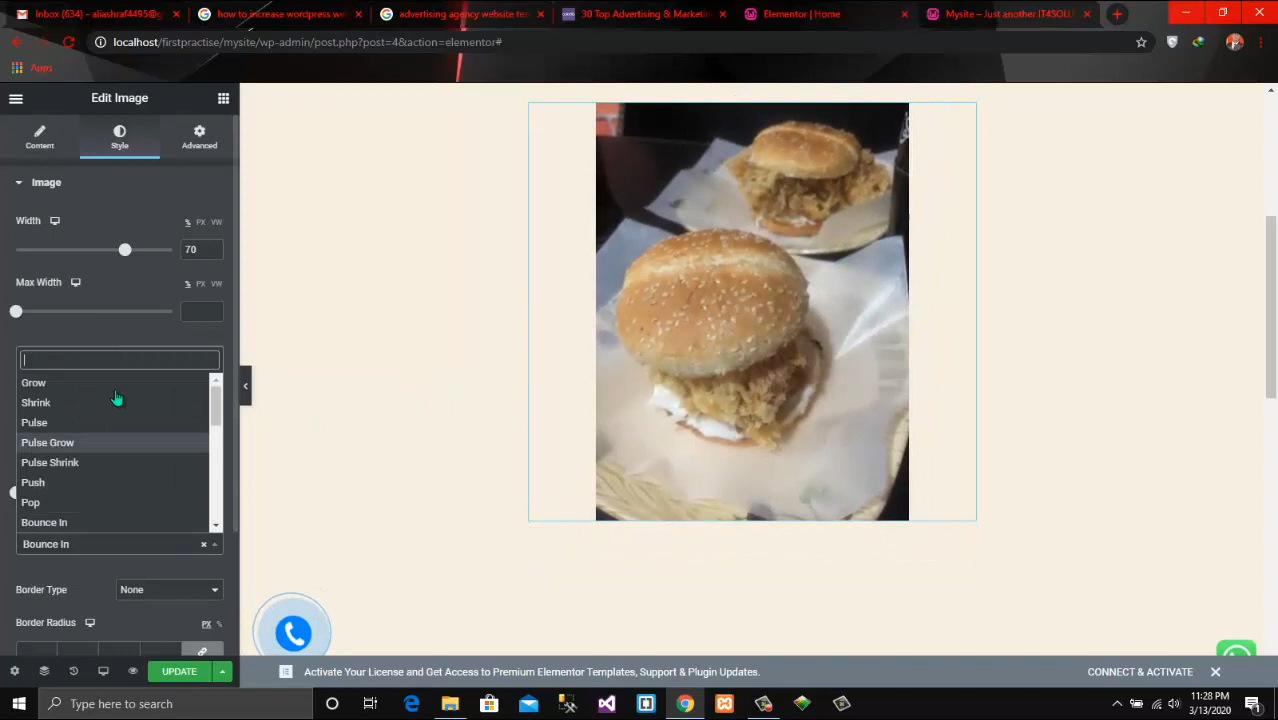 Inbox (634) - aliashraf4495@g
how to increase wordpress we
advertising agency website te
30 Top Advertising & Marketin
Elementor | Home
Mysite – Just another IT4SOLU
localhost/firstpractise/mysite/wp-admin/post.php?post=4&action=elementor#
Apps
Edit Image
Content
Style
Advanced
Image
Width
% PX VW
70
Max Width
% PX VW
Grow
Shrink
Pulse
Pulse Grow
Pulse Shrink
Push
Pop
Bounce In
Bounce In
Border Type
None
Border Radius
PX %
UPDATE
Activate Your License and Get Access to Premium Elementor Templates, Support & Plugin Updates.
CONNECT & ACTIVATE
Type here to search
11:28 PM
3/13/2020